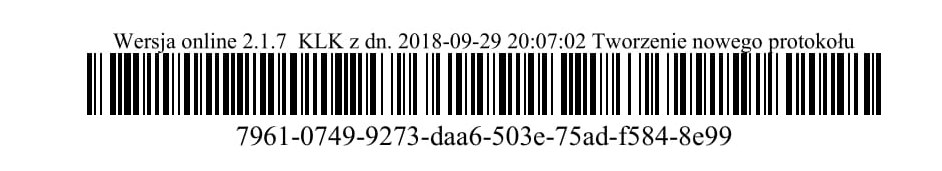 Wersja online 2.1.7 KLK z dn. 2018-09-29 20:07:02 Tworzenie nowego protokołu
7961-0749-9273-daa6-503e-75ad-f584-8e99